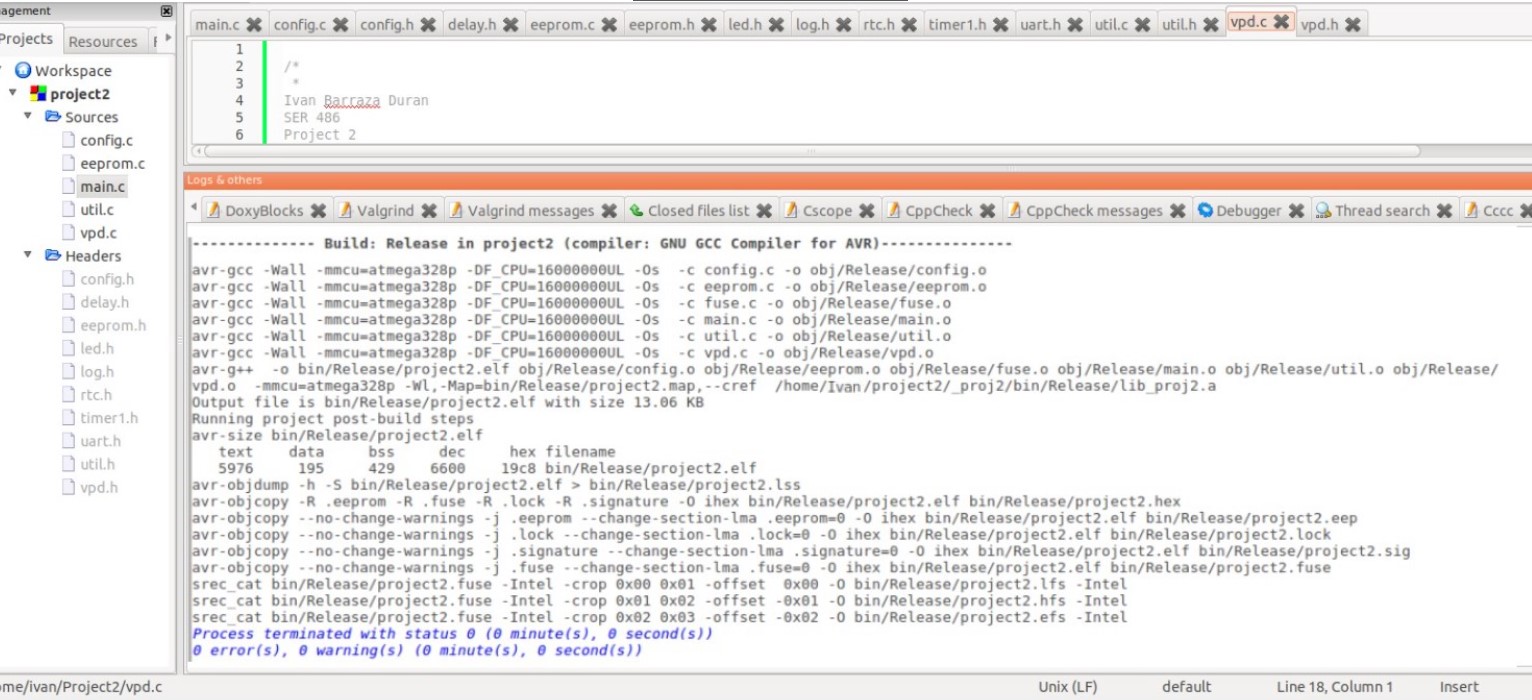 agement
Projects
Resources
Workspace
project2
Sources
config.c
eeprom.c
main.c
util.c
vpd.c
Headers
config.h
delay.h
eeprom.h
led.h
log.h
rtc.h
timer1.h
uart.h
util.h
vpd.h
main.c config.c config.h delay.h eeprom.c eeprom.h led.h log.h rtc.h timer1.h uart.h util.c util.h vpd.c vpd.h
1
2 /*
3 *
4 Ivan Barraza Duran
5 SER 486
6 Project 2
Logs & others
DoxyBlocks Valgrind Valgrind messages Closed files list Cscope CppCheck CppCheck messages Debugger Thread search Cccc
-------------- Build: Release in project2 (compiler: GNU GCC Compiler for AVR)---------------
avr-gcc -Wall -mmcu=atmega328p -DF_CPU=16000000UL -Os  -c config.c -o obj/Release/config.o
avr-gcc -Wall -mmcu=atmega328p -DF_CPU=16000000UL -Os  -c eeprom.c -o obj/Release/eeprom.o
avr-gcc -Wall -mmcu=atmega328p -DF_CPU=16000000UL -Os  -c fuse.c -o obj/Release/fuse.o
avr-gcc -Wall -mmcu=atmega328p -DF_CPU=16000000UL -Os  -c main.c -o obj/Release/main.o
avr-gcc -Wall -mmcu=atmega328p -DF_CPU=16000000UL -Os  -c util.c -o obj/Release/util.o
avr-gcc -Wall -mmcu=atmega328p -DF_CPU=16000000UL -Os  -c vpd.c -o obj/Release/vpd.o
avr-g++  -o bin/Release/project2.elf obj/Release/config.o obj/Release/eeprom.o obj/Release/fuse.o obj/Release/main.o obj/Release/util.o obj/Release/
vpd.o  -mmcu=atmega328p -Wl,-Map=bin/Release/project2.map,--cref  /home/Ivan/project2/_proj2/bin/Release/lib_proj2.a
Output file is bin/Release/project2.elf with size 13.06 KB
Running project post-build steps
avr-size bin/Release/project2.elf
text data bss dec hex filename
5976 195 429 6600 19c8 bin/Release/project2.elf
avr-objdump -h -S bin/Release/project2.elf > bin/Release/project2.lss
avr-objcopy -R .eeprom -R .fuse -R .lock -R .signature -O ihex bin/Release/project2.elf bin/Release/project2.hex
avr-objcopy --no-change-warnings -j .eeprom --change-section-lma .eeprom=0 -O ihex bin/Release/project2.elf bin/Release/project2.eep
avr-objcopy --no-change-warnings -j .lock --change-section-lma .lock=0 -O ihex bin/Release/project2.elf bin/Release/project2.lock
avr-objcopy --no-change-warnings -j .signature --change-section-lma .signature=0 -O ihex bin/Release/project2.elf bin/Release/project2.sig
avr-objcopy --no-change-warnings -j .fuse --change-section-lma .fuse=0 -O ihex bin/Release/project2.elf bin/Release/project2.fuse
srec_cat bin/Release/project2.fuse -Intel -crop 0x00 0x01 -offset  0x00 -O bin/Release/project2.lfs -Intel
srec_cat bin/Release/project2.fuse -Intel -crop 0x01 0x02 -offset -0x01 -O bin/Release/project2.hfs -Intel
srec_cat bin/Release/project2.fuse -Intel -crop 0x02 0x03 -offset -0x02 -O bin/Release/project2.efs -Intel
Process terminated with status 0 (0 minute(s), 0 second(s))
0 error(s), 0 warning(s) (0 minute(s), 0 second(s))
ome/ivan/Project2/vpd.c Unix (LF) default Line 18, Column 1 Insert